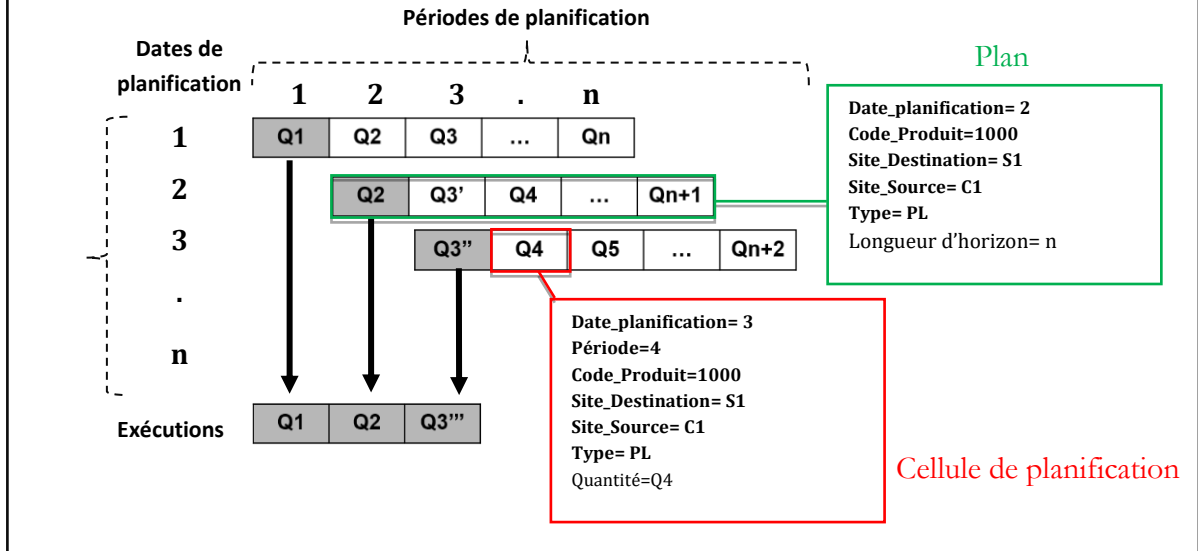 Périodes de planification
Dates de
planification
Plan
1 2 3 . n
1 Q1 Q2 Q3 ... Qn
2 Q2 Q3’ Q4 ... Qn+1
3 Q3’’ Q4 Q5 ... Qn+2
.
n
Exécutions Q1 Q2 Q3’’’
Date_planification= 2
Code_Produit=1000
Site_Destination= S1
Site_Source= C1
Type= PL
Longueur d’horizon= n
Date_planification= 3
Période=4
Code_Produit=1000
Site_Destination= S1
Site_Source= C1
Type= PL
Quantité=Q4
Cellule de planification